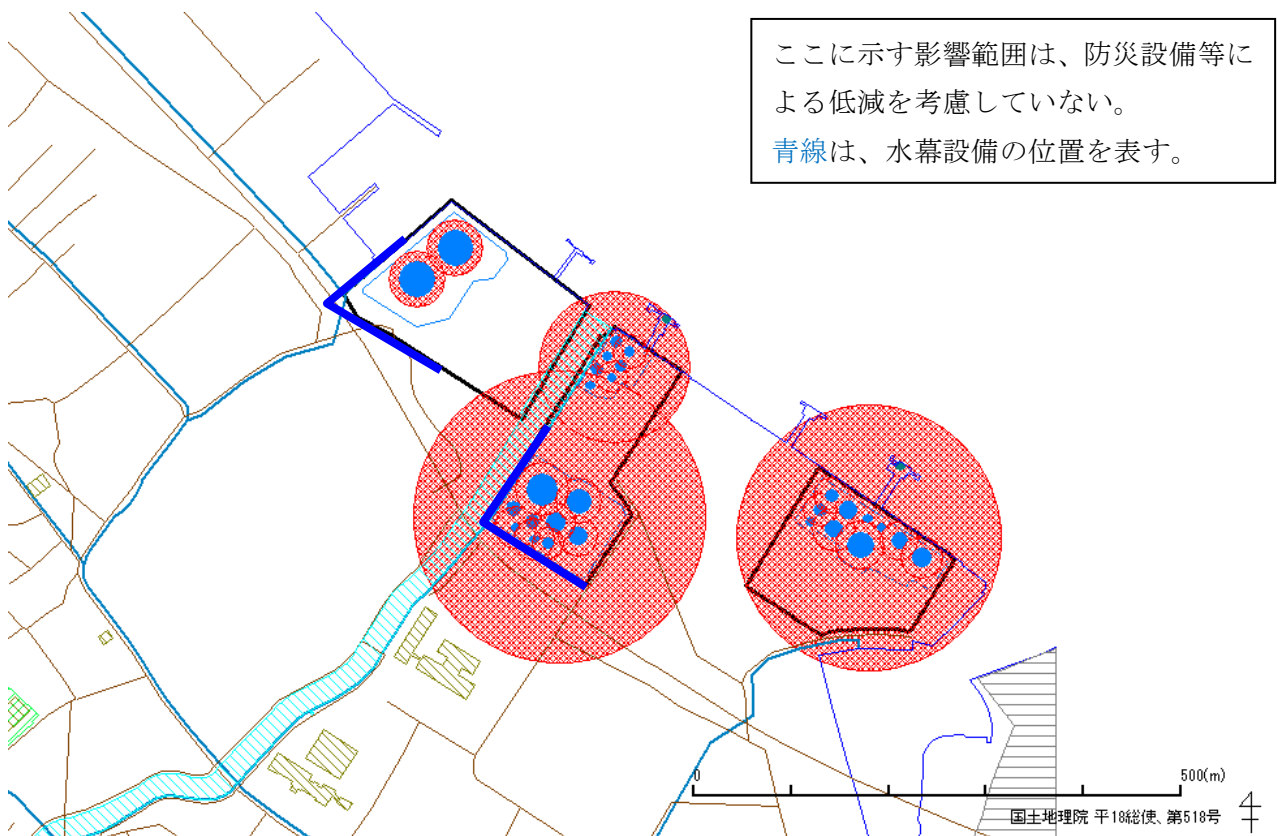 ここに示す影響範囲は、防災設備等に
よる低減を考慮していない。
青線は、水幕設備の位置を表す。
0 500(m)
国土地理院 平18総使、第518号